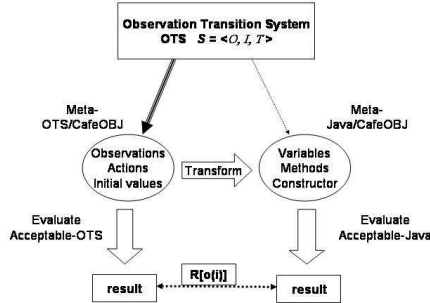 Observation Transition System
OTS S = <O, I, T>
Meta-
OTS/CafeOBJ
Meta-
Java/CafeOBJ
Observations
Actions
Initial values
Transform
Variables
Methods
Constructor
Evaluate
Acceptable-OTS
Evaluate
Acceptable-Java
R[o(i)]
result
result